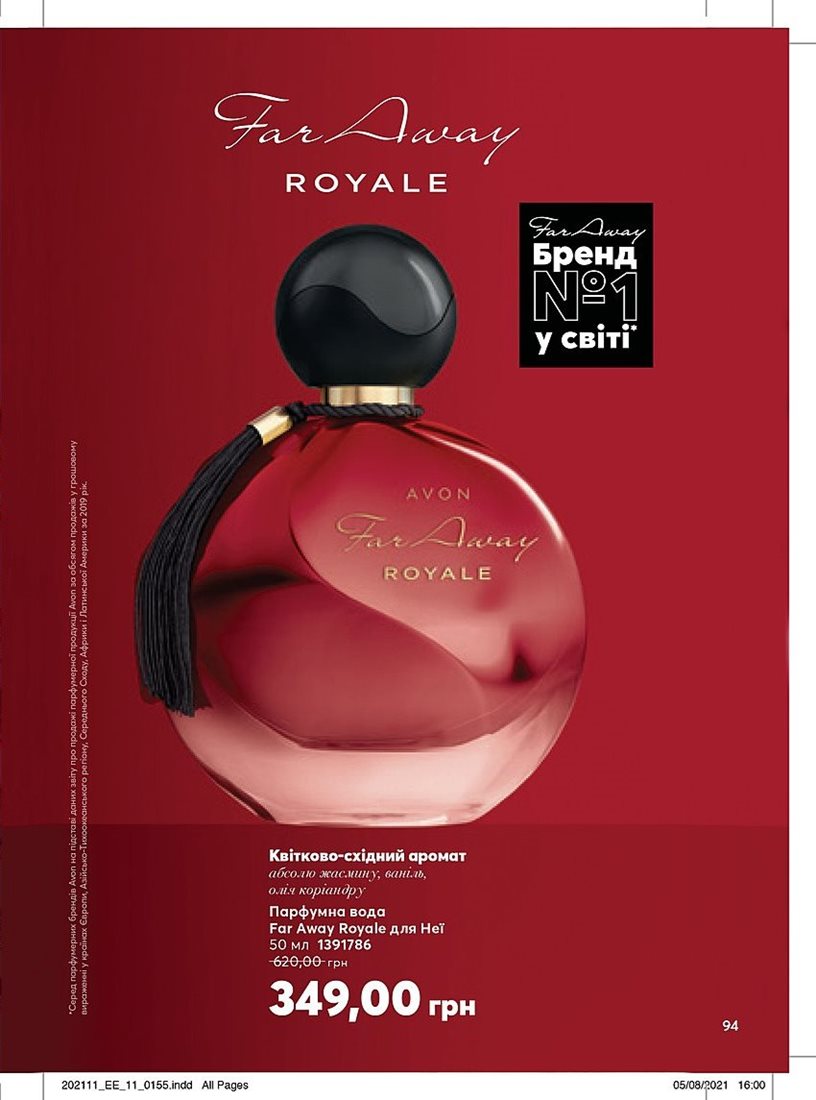 Far Away
ROYALE
Far Away
Бренд
№1
у світі*
AVON
Far Away
ROYALE
*Серед парфумерних брендів Avon на підставі даних звіту про продажі парфумерної продукції Avon за обсягом продажів у грошовому
вираженні у країнах Європи, Азійсько-Тихоокеанського регіону, Середнього Сходу, Африки і Латинської Америки за 2019 рік.
Квітково-східний аромат
абсолю жасмину, ваніль,
олія коріандру
Парфумна вода
Far Away Royale для Неї
50 мл 1391786
620,00 грн
349,00 грн
94
202111_EE_11_0155.indd All Pages
05/08/2021 16:00